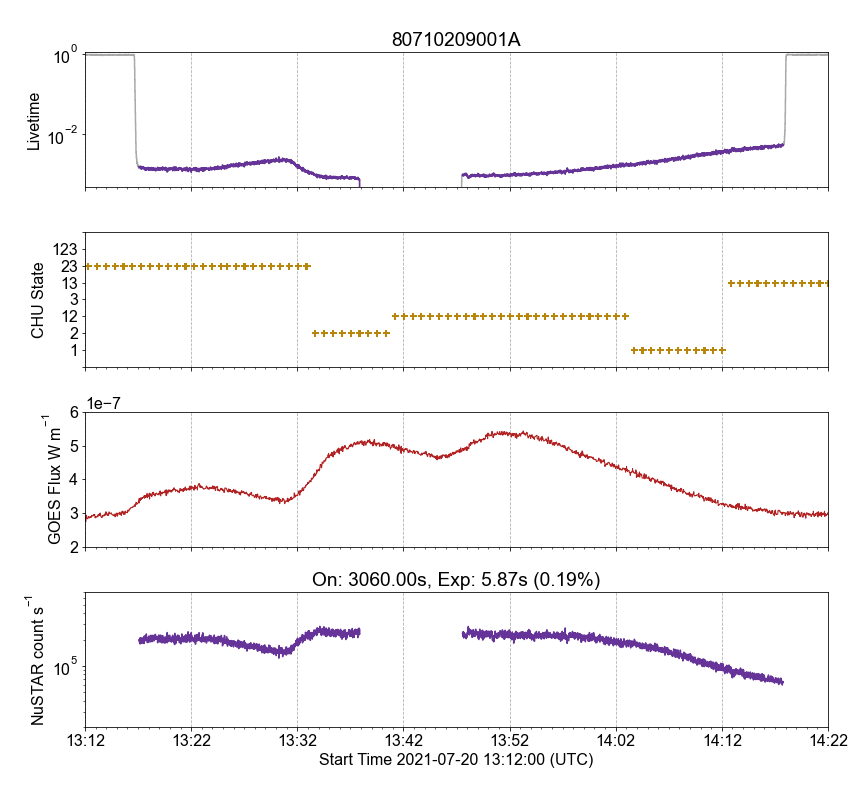 80710209001A
Livetime
10^0
10^−2
CHU State
123
23
13
3
12
2
1
1e−7
GOES Flux W m^−1
6
5
4
3
2
On: 3060.00s, Exp: 5.87s (0.19%)
NuSTAR count s^−1
10^5
13:12 13:22 13:32 13:42 13:52 14:02 14:12 14:22
Start Time 2021-07-20 13:12:00 (UTC)